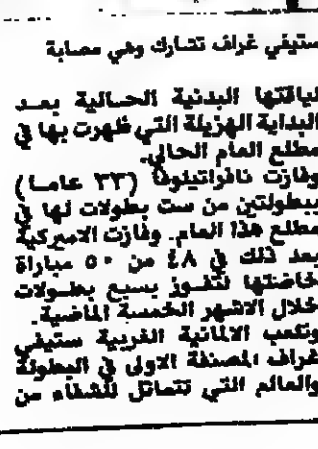 ستيفي غراف تشارك وهي مصابة
لياقتها البدنية الحالية بعد
البداية الهزيلة التي ظهرت بها في
مطلع العام الحالي.
وفازت نافراتيلوفا (٣٣ عاما)
ببطولتين من ست بطولات لها في
مطلع هذا العام. وفازت الاميركية
بعد ذلك في ٤٨ من ٥٠ مباراة
خاضتها لتفوز بسبع بطولات
خلال الاشهر الخمسة الماضية.
وتلعب الالمانية الغربية ستيفي
غراف المصنفة الاولى في البطولة
والعالم التي تتماثل للشفاء من